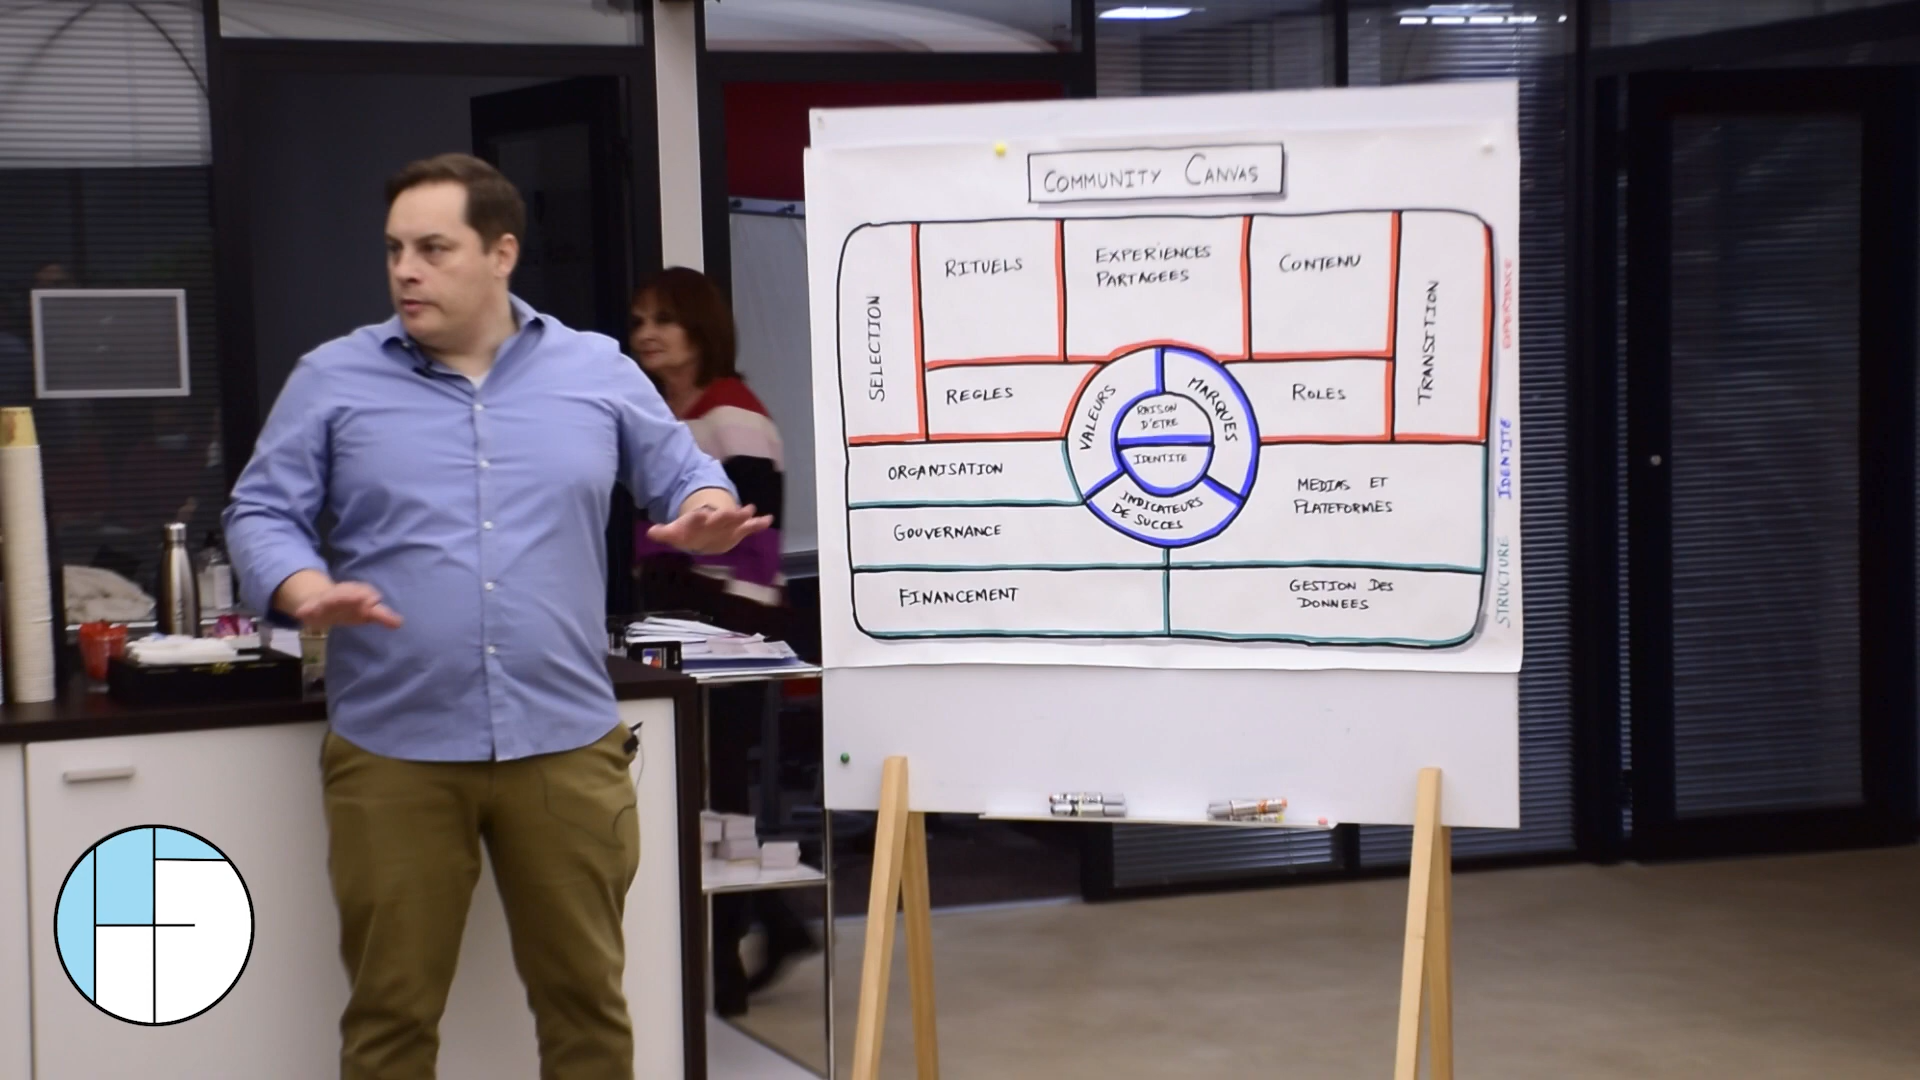 COMMUNITY CANVAS
SELECTION
RITUELS
EXPERIENCES
PARTAGEES
CONTENU
TRANSITION
REGLES
ROLES
VALEURS
MARQUES
RAISON
D'ETRE
IDENTITE
INDICATEURS
DE SUCCES
ORGANISATION
GOUVERNANCE
FINANCEMENT
MEDIAS ET
PLATEFORMES
GESTION DES
DONNEES
EXPERIENCE
IDENTITE
STRUCTURE